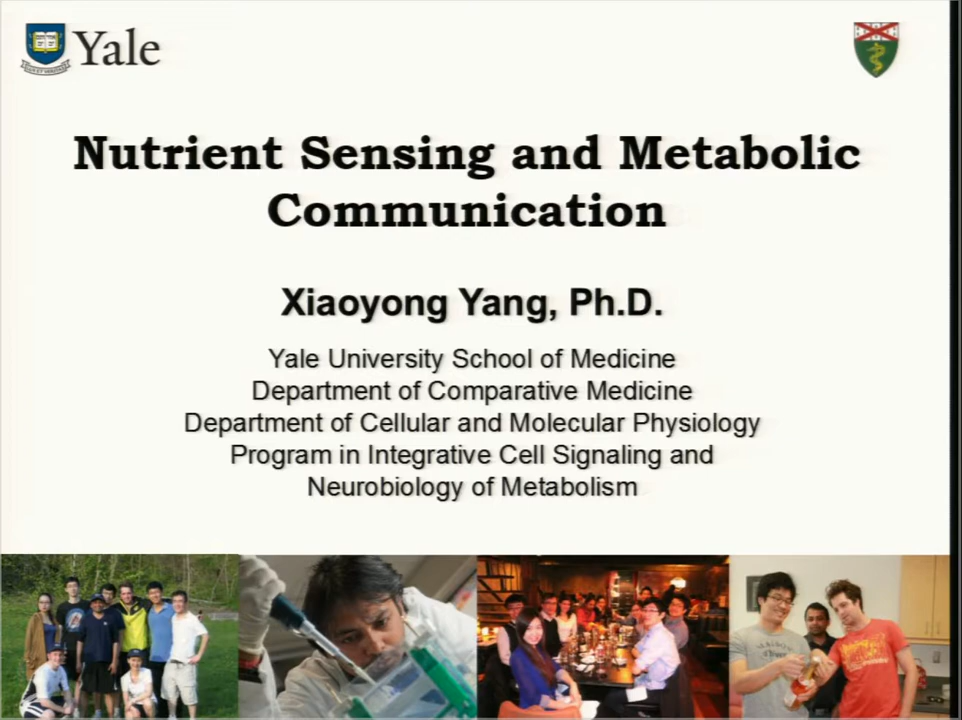 Yale
Nutrient Sensing and Metabolic
Communication
Xiaoyong Yang, Ph.D.
Yale University School of Medicine
Department of Comparative Medicine
Department of Cellular and Molecular Physiology
Program in Integrative Cell Signaling and
Neurobiology of Metabolism